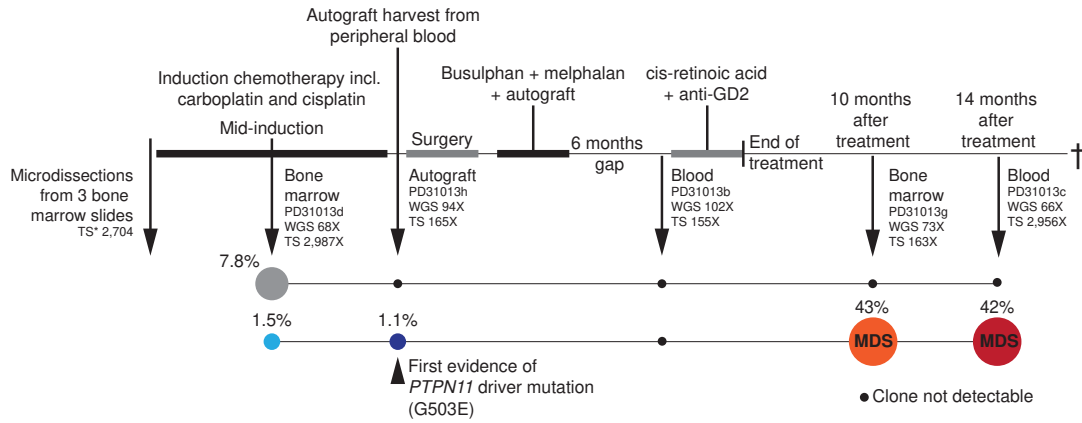 Autograft harvest from
peripheral blood
Induction chemotherapy incl.
carboplatin and cisplatin
Mid-induction
Surgery
Busulphan + melphalan
+ autograft
6 months
gap
cis-retinoic acid
+ anti-GD2
End of
treatment
10 months
after
treatment
14 months
after
treatment
†
Microdissections
from 3 bone
marrow slides
TS* 2,704
Bone
marrow
PD31013d
WGS 68X
TS 2,987X
Autograft
PD31013h
WGS 94X
TS 165X
Blood
PD31013b
WGS 102X
TS 155X
Bone
marrow
PD31013g
WGS 73X
TS 163X
Blood
PD31013c
WGS 66X
TS 2,956X
7.8%
1.5%
1.1%
43%
42%
MDS
MDS
First evidence of
PTPN11 driver mutation
(G503E)
Clone not detectable